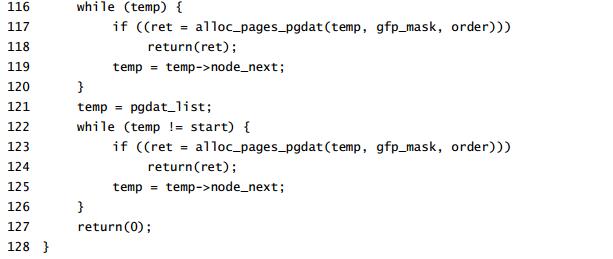 116 while (temp) {
117 if ((ret = alloc_pages_pgdat(temp, gfp_mask, order)))
118 return(ret);
119 temp = temp->node_next;
120 }
121 temp = pgdat_list;
122 while (temp != start) {
123 if ((ret = alloc_pages_pgdat(temp, gfp_mask, order)))
124 return(ret);
125 temp = temp->node_next;
126 }
127 return(0);
128 }